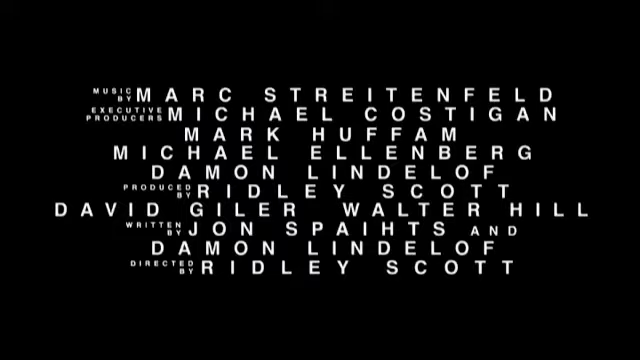 MUSIC BY MARC STREITENFELD
EXECUTIVE PRODUCERS MICHAEL COSTIGAN
MARK HUFFAM
MICHAEL ELLENBERG
DAMON LINDELOF
PRODUCED BY RIDLEY SCOTT
DAVID GILER WALTER HILL
WRITTEN BY JON SPAIHTS AND
DAMON LINDELOF
DIRECTED BY RIDLEY SCOTT